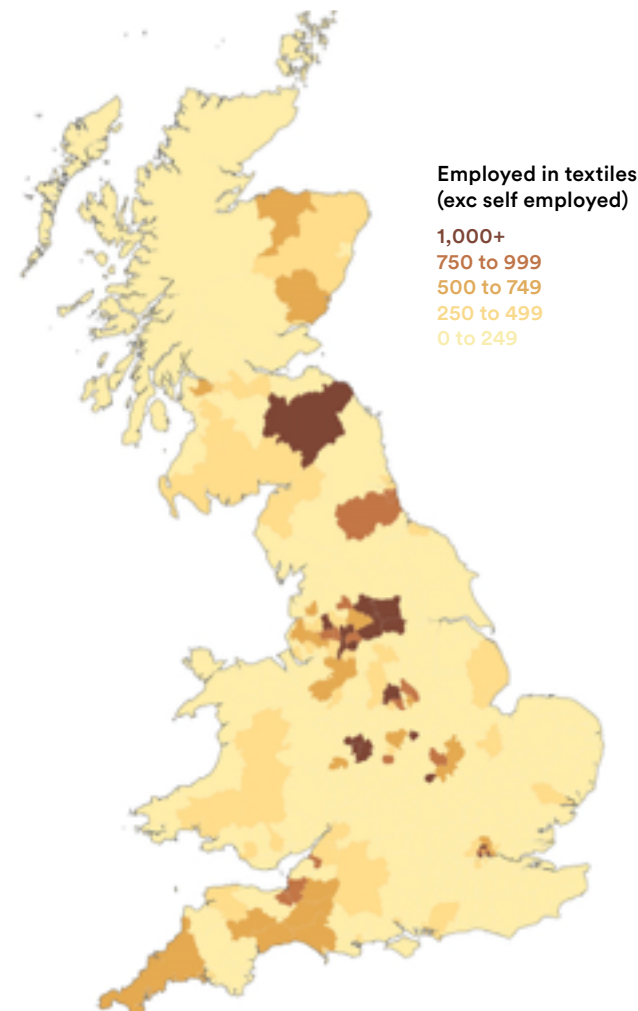 Employed in textiles
(exc self employed)
1,000+
750 to 999
500 to 749
250 to 499
0 to 249